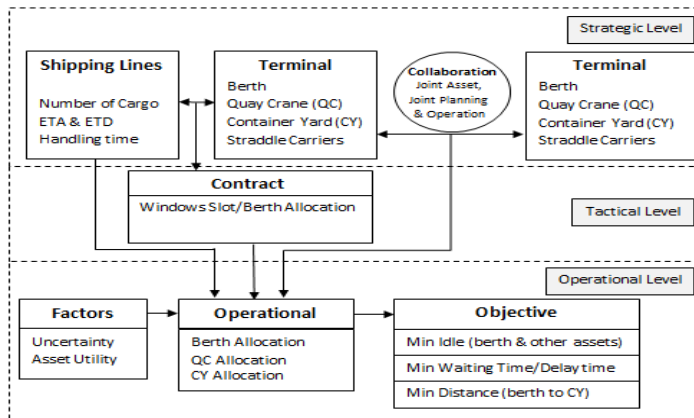 Strategic Level
Shipping Lines
Number of Cargo
ETA & ETD
Handling time
Terminal
Berth
Quay Crane (QC)
Container Yard (CY)
Straddle Carriers
Collaboration
Joint Asset,
Joint Planning
& Operation
Terminal
Berth
Quay Crane (QC)
Container Yard (CY)
Straddle Carriers
Contract
Windows Slot/Berth Allocation
Tactical Level
Operational Level
Factors
Uncertainty
Asset Utility
Operational
Berth Allocation
QC Allocation
CY Allocation
Objective
Min Idle (berth & other assets)
Min Waiting Time/Delay time
Min Distance (berth to CY)